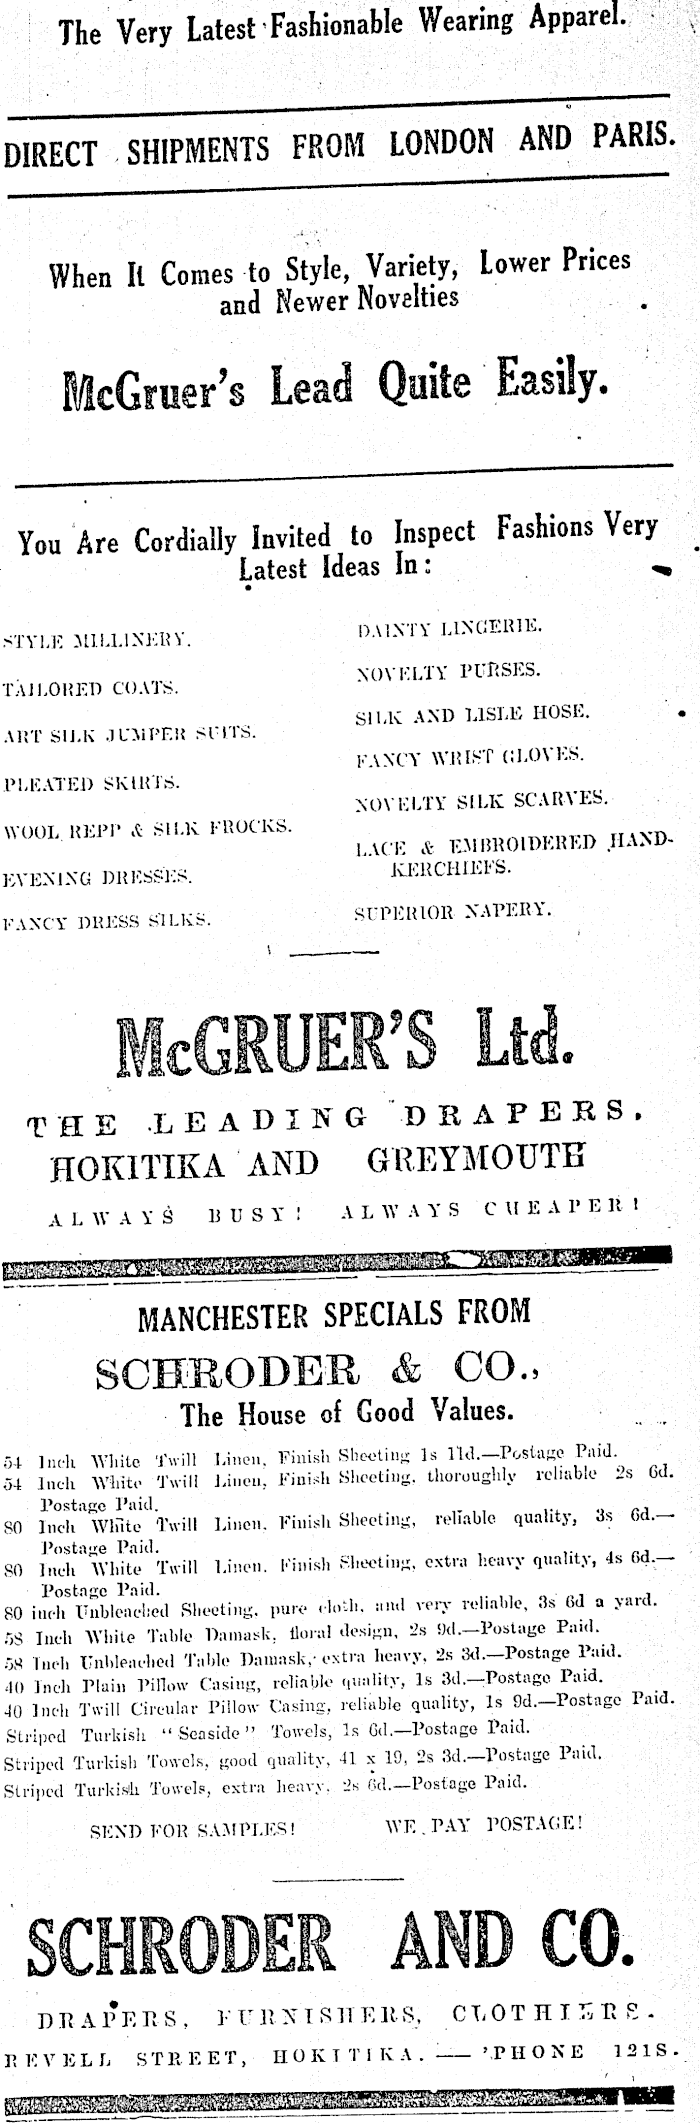 The Very Latest Fashionable Wearing Apparel.
DIRECT SHIPMENTS FROM LONDON AND PARIS.
When It Comes to Style, Variety, Lower Prices
and Newer Novelties
McGruer's Lead Quite Easily.
You Are Cordially Invited to Inspect Fashions Very
Latest Ideas In:
STYLE MILLINERY.
TAILORED COATS.
ART SILK JUMPER SUITS.
PLEATED SKIRTS.
WOOL REPP & SILK FROCKS.
EVENING DRESSES.
FANCY DRESS SILKS.
DAINTY LINGERIE.
NOVELTY PURSES.
SILK AND LISLE HOSE.
FANCY WRIST GLOVES.
NOVELTY SILK SCARVES.
LACE & EMBROIDERED HAND-
KERCHIEFS.
SUPERIOR NAPERY.
McGRUER'S Ltd.
THE LEADING DRAPERS.
HOKITIKA AND GREYMOUTH
ALWAYS BUSY! ALWAYS CHEAPER!
MANCHESTER SPECIALS FROM
SCHRODER & CO.,
The House of Good Values.
54 Inch White Twill Linen, Finish Sheeting 1s 11d.—Postage Paid.
54 Inch White Twill Linen, Finish Sheeting, thoroughly reliable 2s 6d.
Postage Paid.
80 Inch White Twill Linen. Finish Sheeting, reliable quality, 3s 6d.—
Postage Paid.
80 Inch White Twill Linen. Finish Sheeting, extra heavy quality, 4s 6d.—
Postage Paid.
80 inch Unbleached Sheeting, pure cloth, and very reliable, 3s 6d a yard.
58 Inch White Table Damask, floral design, 2s 9d.—Postage Paid.
58 Inch Unbleached Table Damask, extra heavy, 2s 3d.—Postage Paid.
40 Inch Plain Pillow Casing, reliable quality, 1s 3d.—Postage Paid.
40 Inch Twill Circular Pillow Casing, reliable quality, 1s 9d.—Postage Paid.
Striped Turkish "Seaside" Towels, 1s 6d.—Postage Paid.
Striped Turkish Towels, good quality, 41 x 19, 2s 3d.—Postage Paid.
Striped Turkish Towels, extra heavy, 2s 6d.—Postage Paid.
SEND FOR SAMPLES! WE PAY POSTAGE!
SCHRODER AND CO.
DRAPERS, FURNISHERS, CLOTHIERS.
REVELL STREET, HOKITIKA. — 'PHONE 121S.